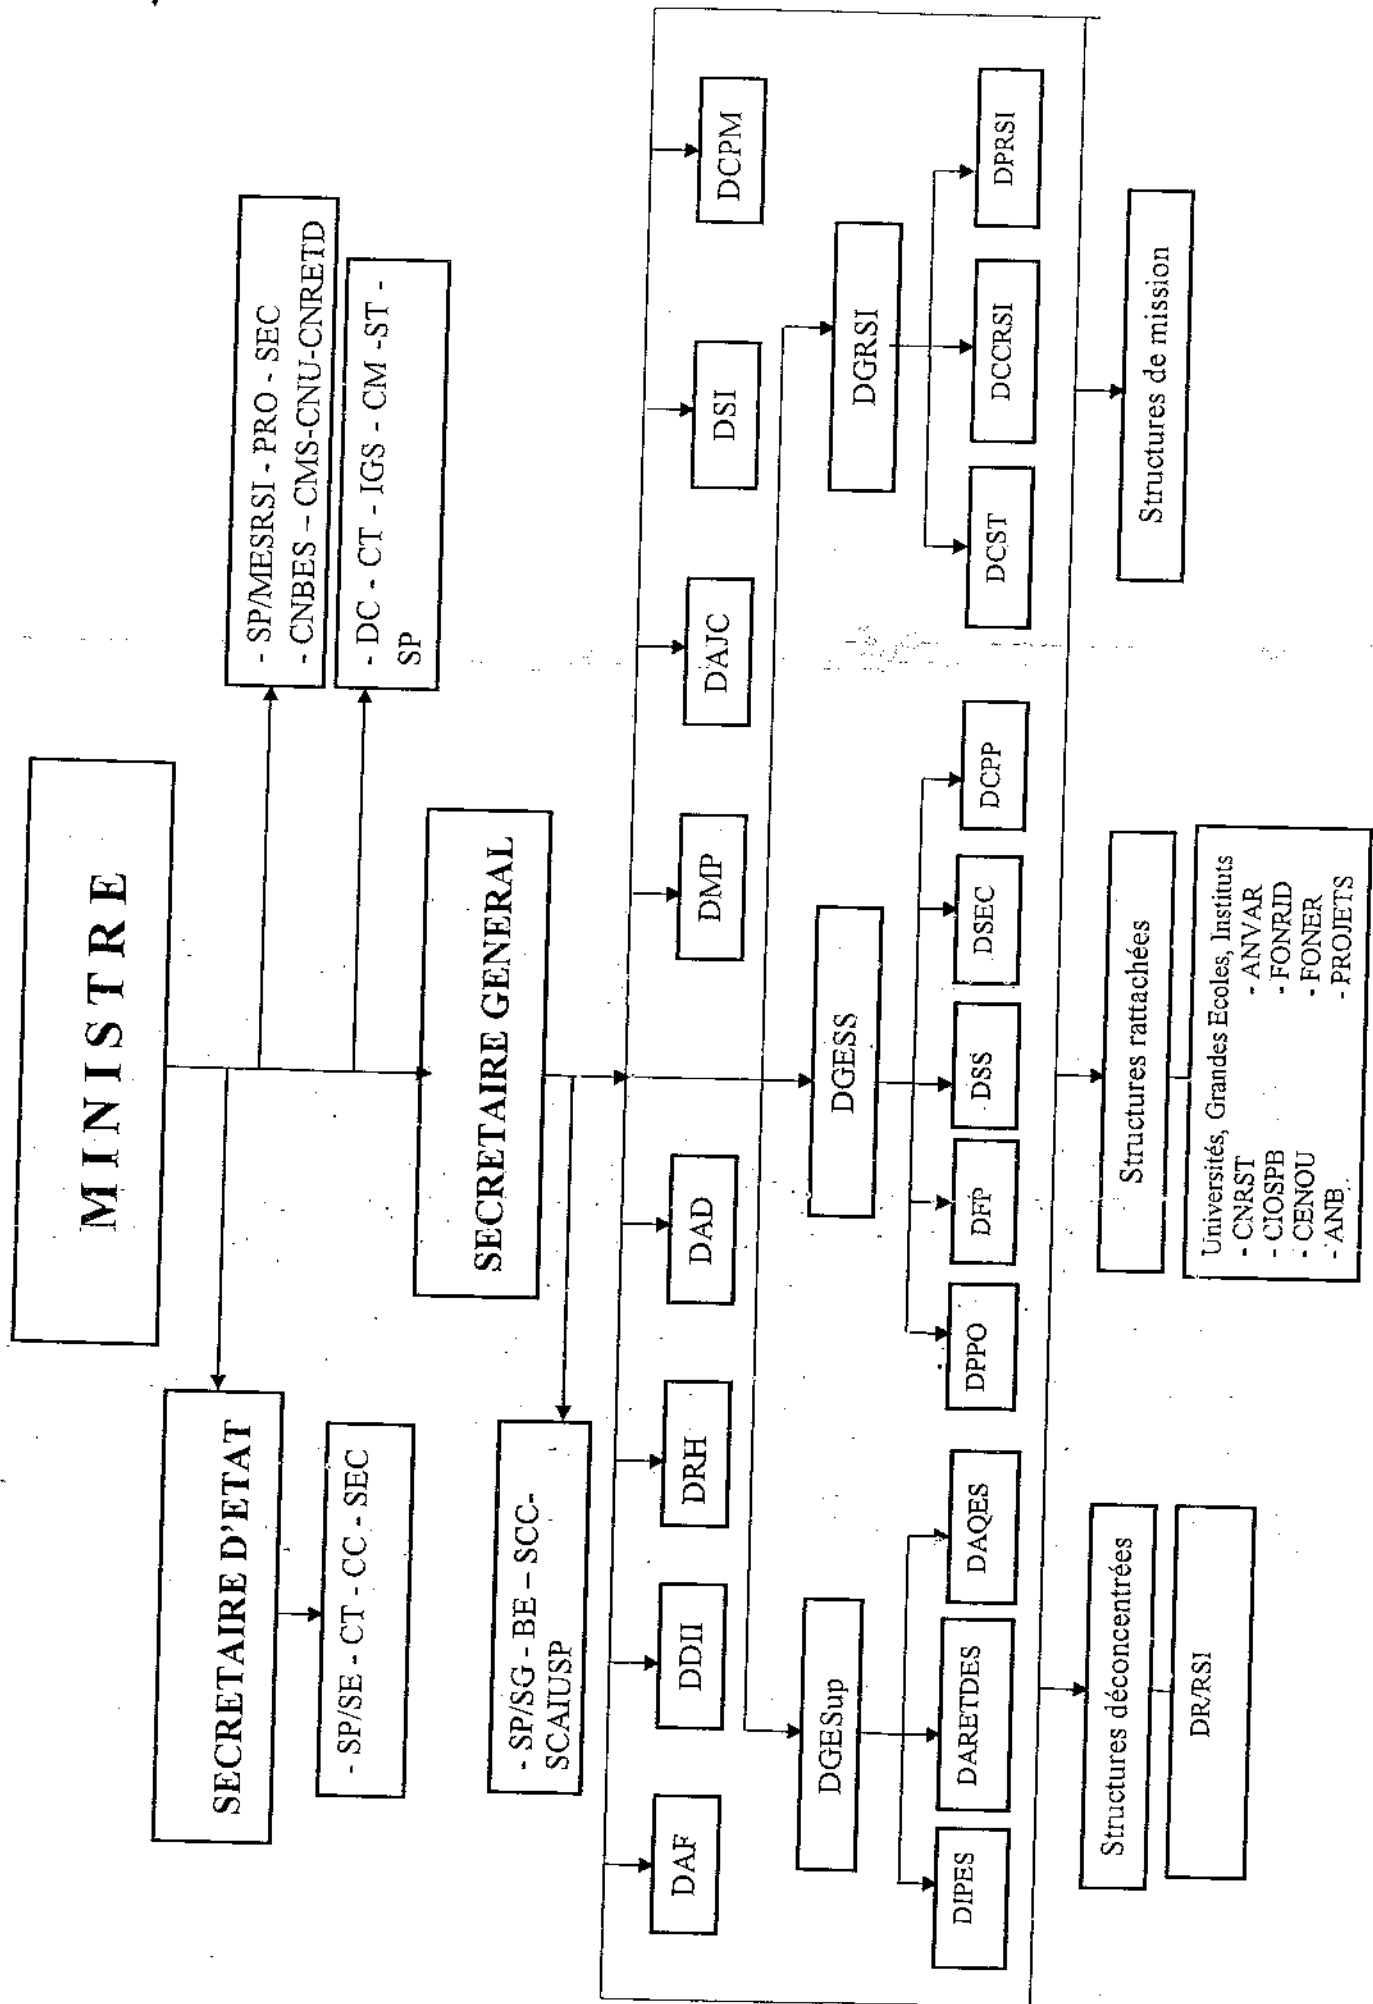 MINISTRE
- SP/MESRSI - PRO - SEC
- CNBES – CMS-CNU-CNRETD
- DC - CT - IGS - CM -ST -
SP
SECRETAIRE D'ETAT
- SP/SE - CT - CC - SEC
SECRETAIRE GENERAL
- SP/SG - BE – SCC-
SCAIUSP
DAF
DDII
DRH
DAD
DMP
DAJC
DSI
DCPM
DGESup
DGESS
DGRSI
DIPES
DARETDES
DAQES
DPPO
DFP
DSS
DSEC
DCPP
DCST
DCCRSI
DPRSI
Structures déconcentrées
DR/RSI
Structures rattachées
Universités, Grandes Ecoles, Instituts
- CNRST - ANVAR
- CIOSPB - FONRID
- CENOU - FONER
- ANB - PROJETS
Structures de mission